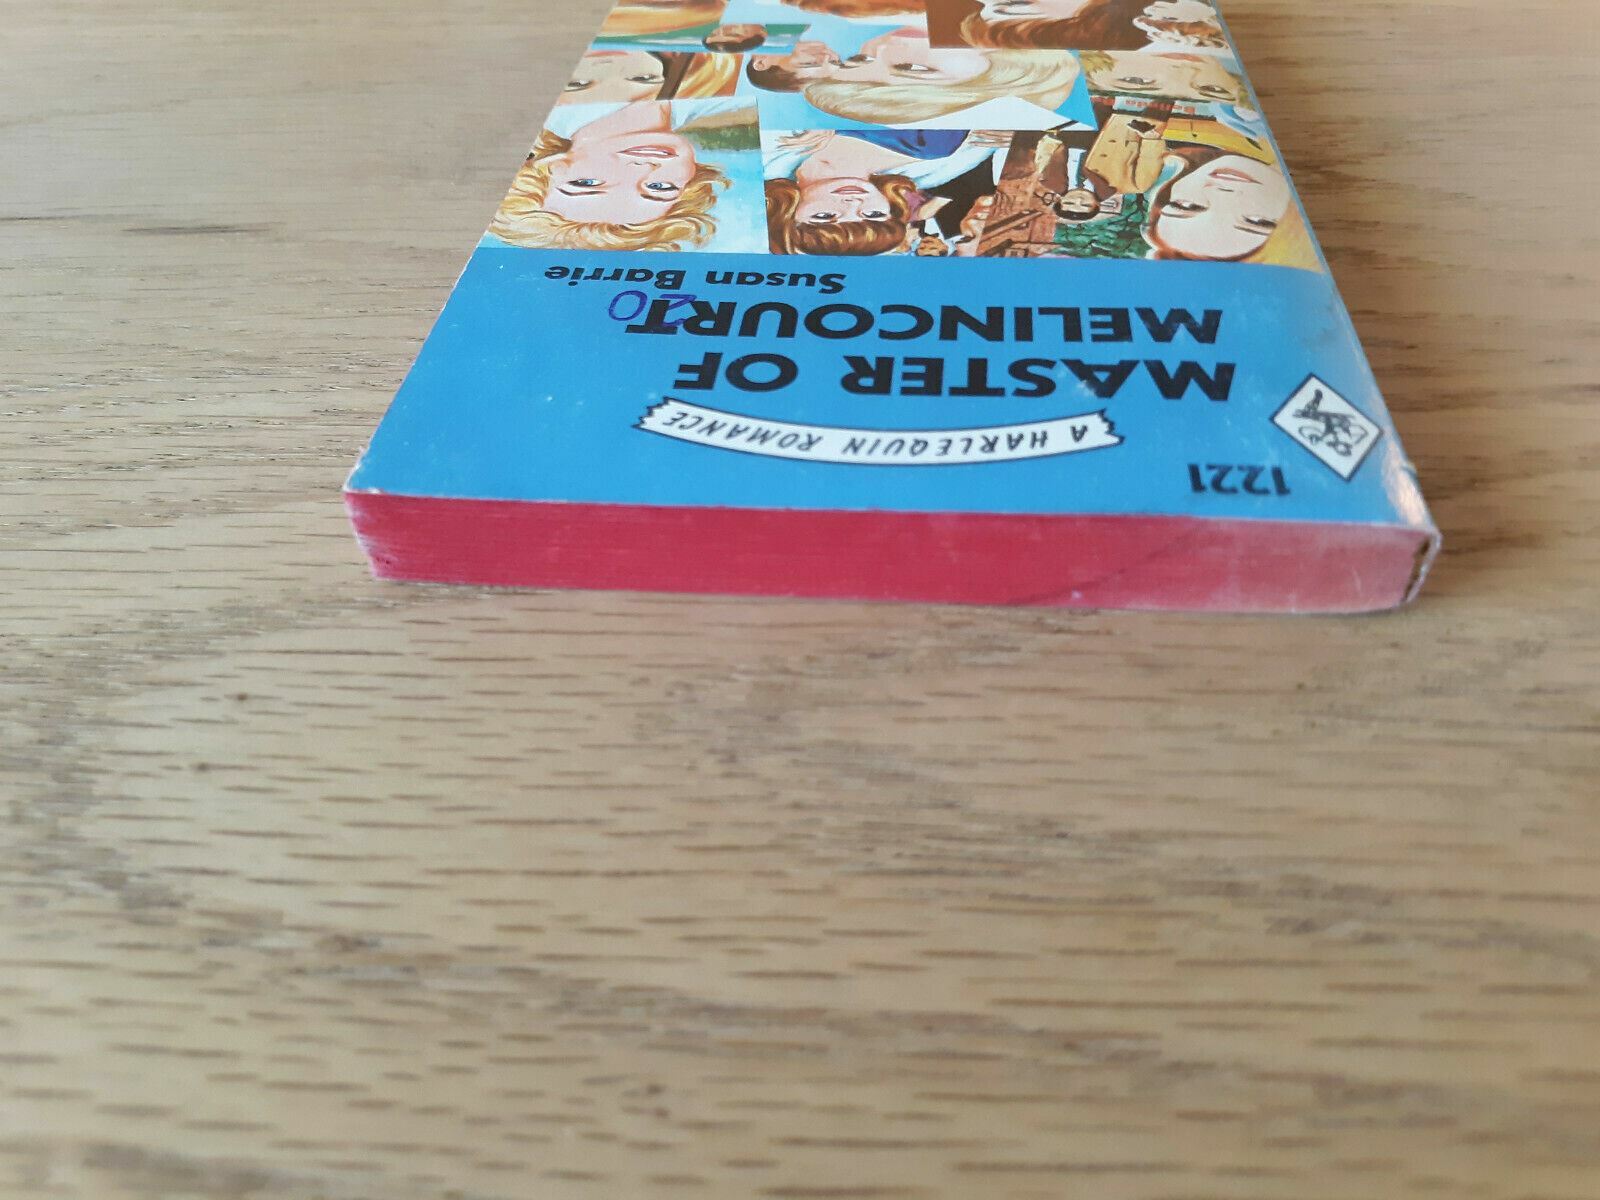 1221
A HARLEQUIN ROMANCE
MASTER OF
MELINCOURT
20
Susan Barrie